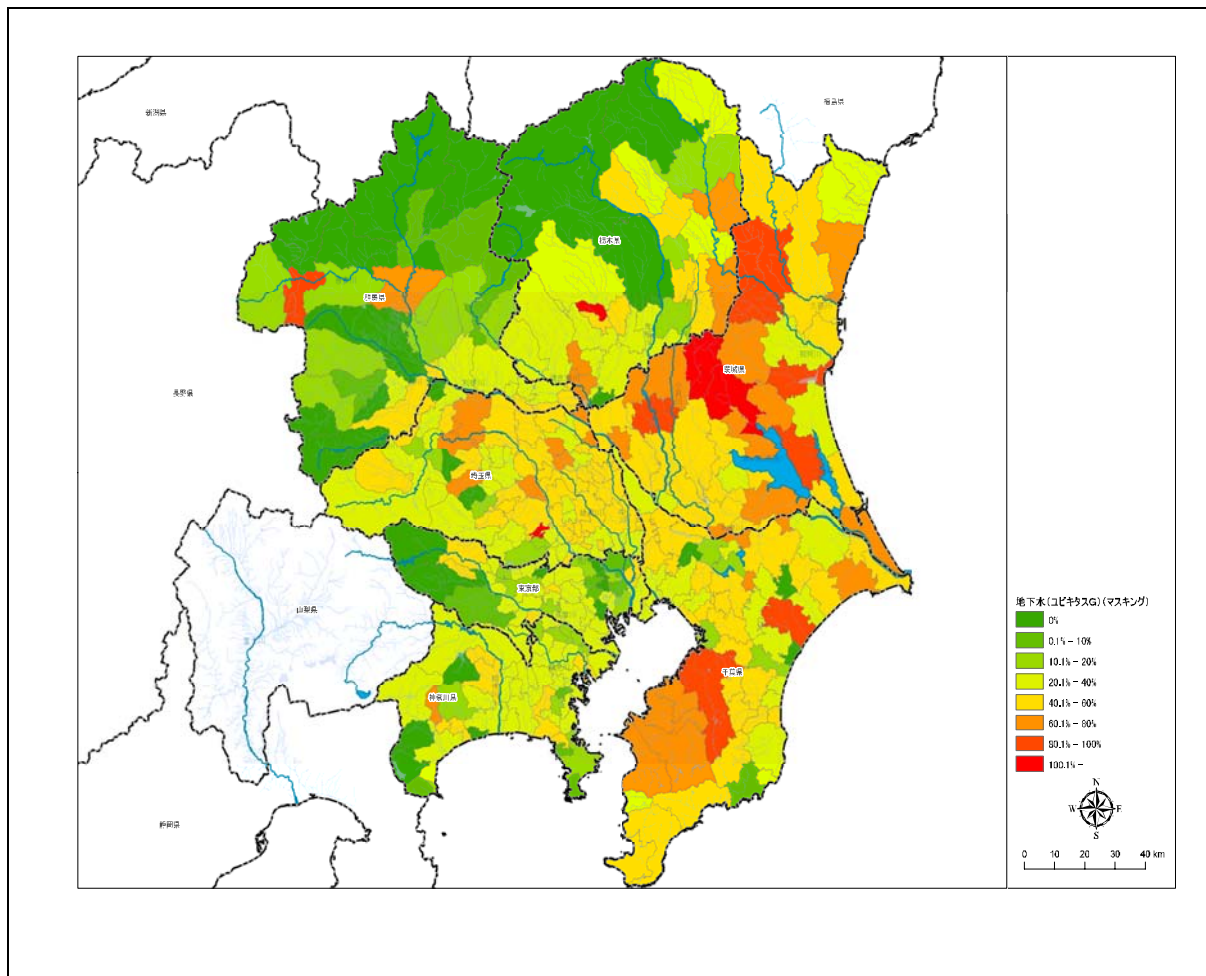 新潟県
福島県
栃木県
群馬県
茨城県
長野県
埼玉県
東京都
山梨県
千葉県
神奈川県
静岡県
地下水(ユビキタスG)(マスキング)
0%
0.1% - 10%
10.1% - 20%
20.1% - 40%
40.1% - 60%
60.1% - 80%
80.1% - 100%
100.1% -
N
W
E
S
0 10 20 30 40 km